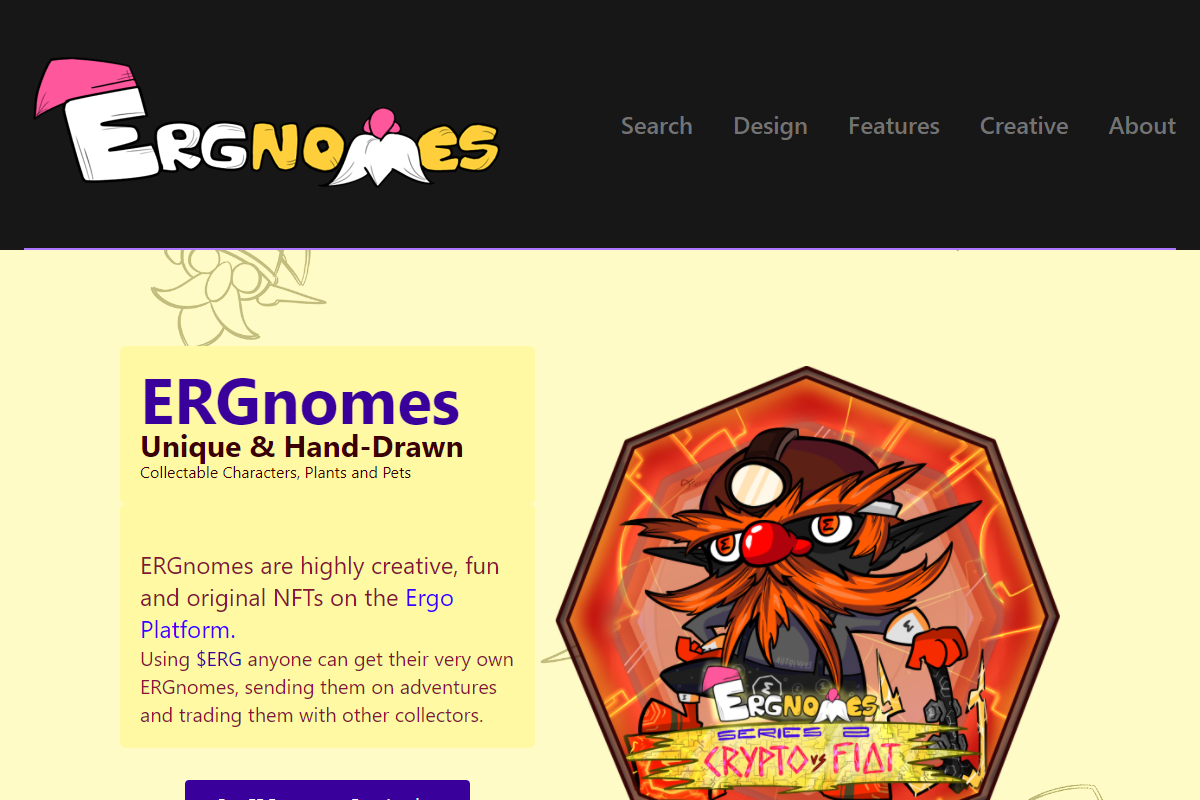 ERGNOMES
Search Design Features Creative About
ERGnomes
Unique & Hand-Drawn
Collectable Characters, Plants and Pets
ERGnomes are highly creative, fun
and original NFTs on the Ergo
Platform.
Using $ERG anyone can get their very own
ERGnomes, sending them on adventures
and trading them with other collectors.
ERGNOMES
SERIES 2
CRYPTO VS FIAT